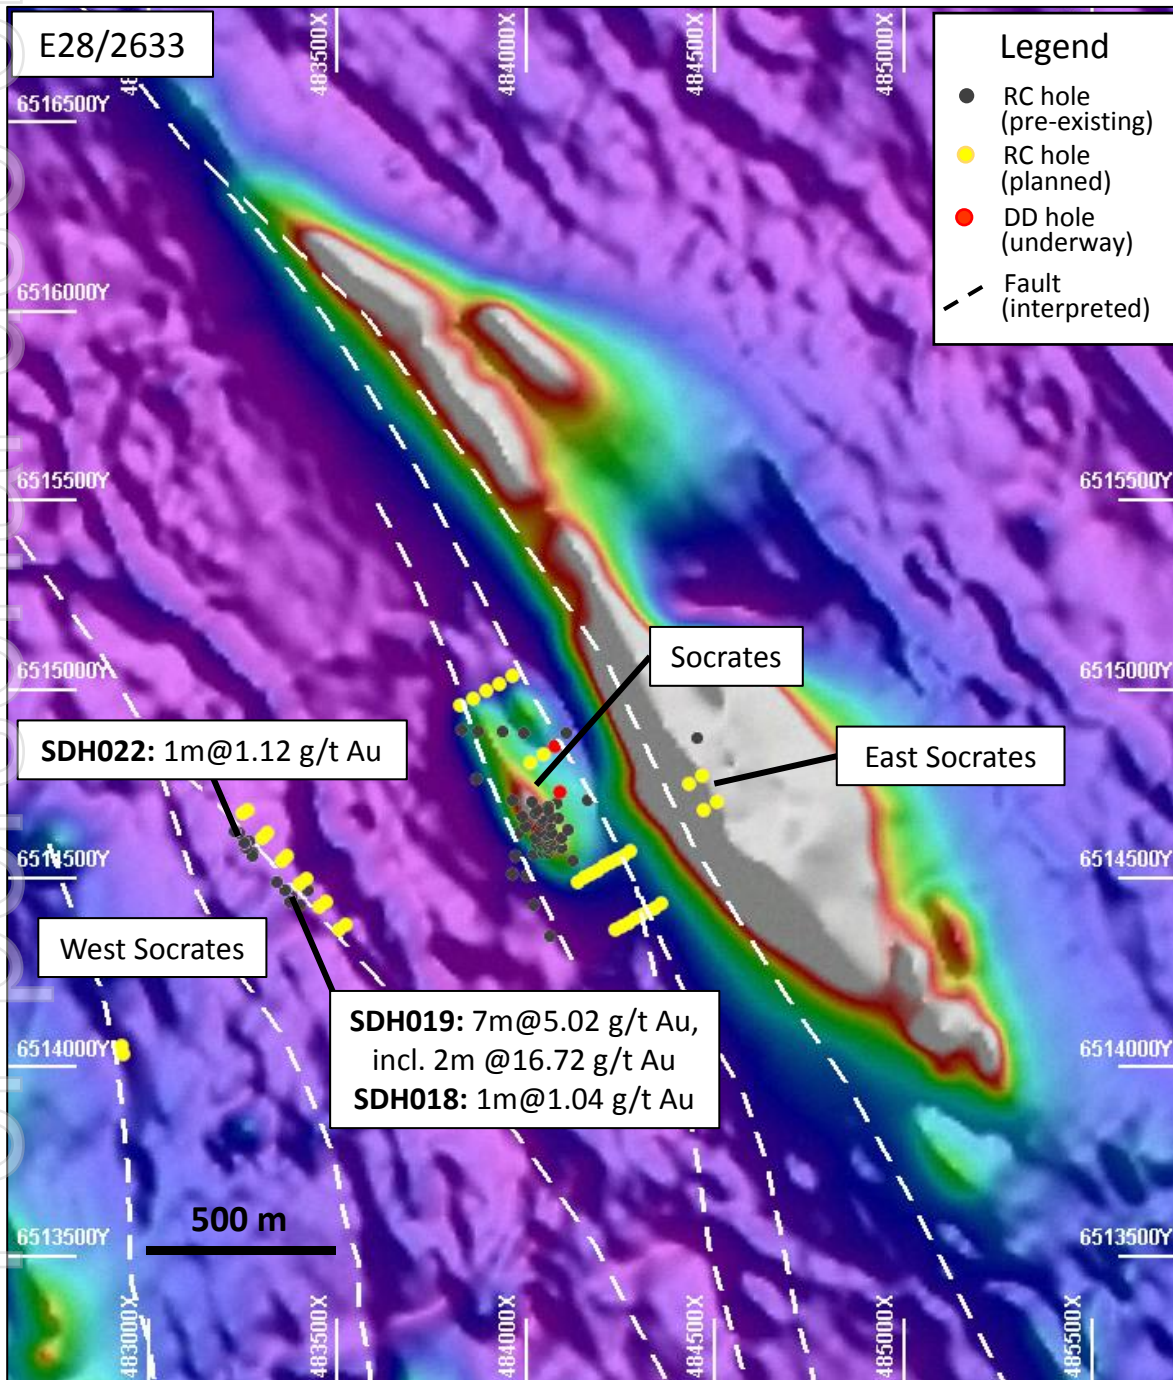 E28/2633
483500X
484000X
484500X
485000X
Legend
RC hole
(pre-existing)
RC hole
(planned)
DD hole
(underway)
Fault
(interpreted)
6516500Y
6516000Y
6515500Y
6515500Y
6515000Y
6515000Y
Socrates
East Socrates
SDH022: 1m@1.12 g/t Au
6514500Y
6514500Y
West Socrates
SDH019: 7m@5.02 g/t Au,
incl. 2m @16.72 g/t Au
SDH018: 1m@1.04 g/t Au
6514000Y
6514000Y
500 m
6513500Y
6513500Y
483000X
483500X
484000X
484500X
485000X
485500X